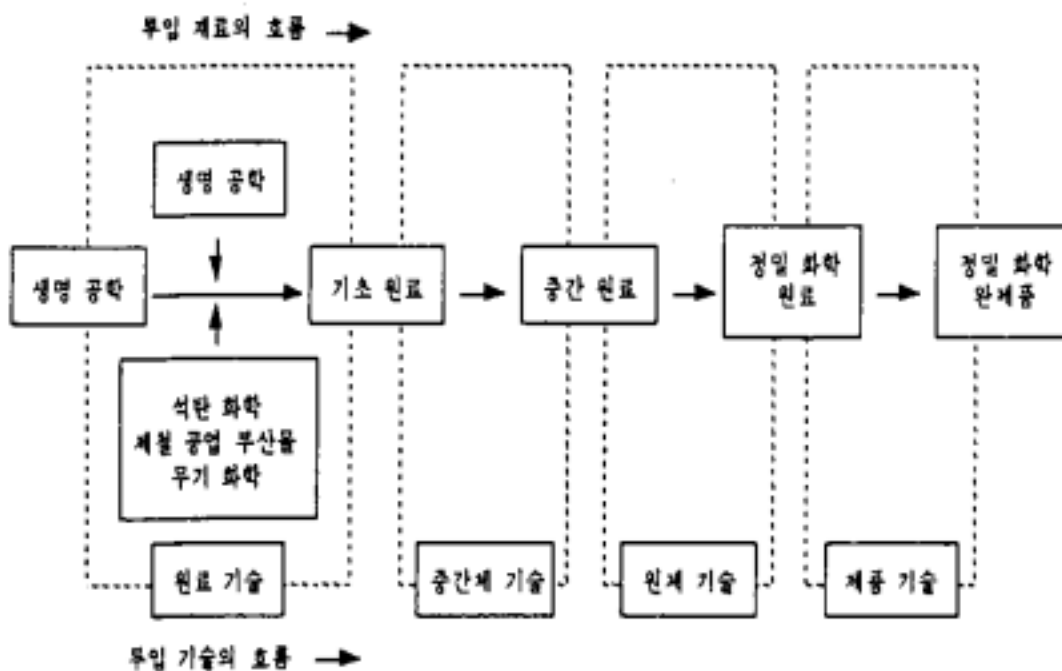 투입 재료의 흐름
생명 공학
생명 공학
기초 원료
중간 원료
정밀 화학
원료
정밀 화학
완제품
석탄 화학
제철 공업 부산물
무기 화학
원료 기술
중간체 기술
원제 기술
제품 기술
투입 기술의 흐름